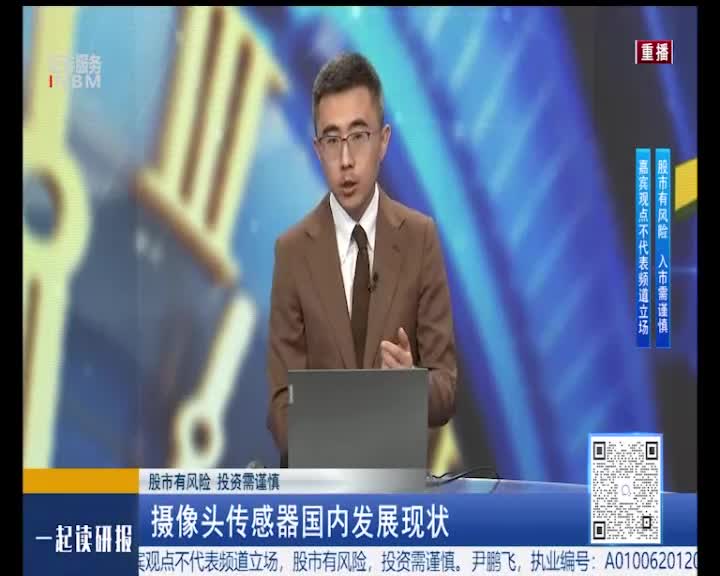 服务
BM
重播
股市有风险 入市需谨慎
嘉宾观点不代表频道立场
股市有风险 投资需谨慎
摄像头传感器国内发展现状
一起读研报
宾观点不代表频道立场，股市有风险，投资需谨慎。尹鹏飞，执业编号：A0100620120